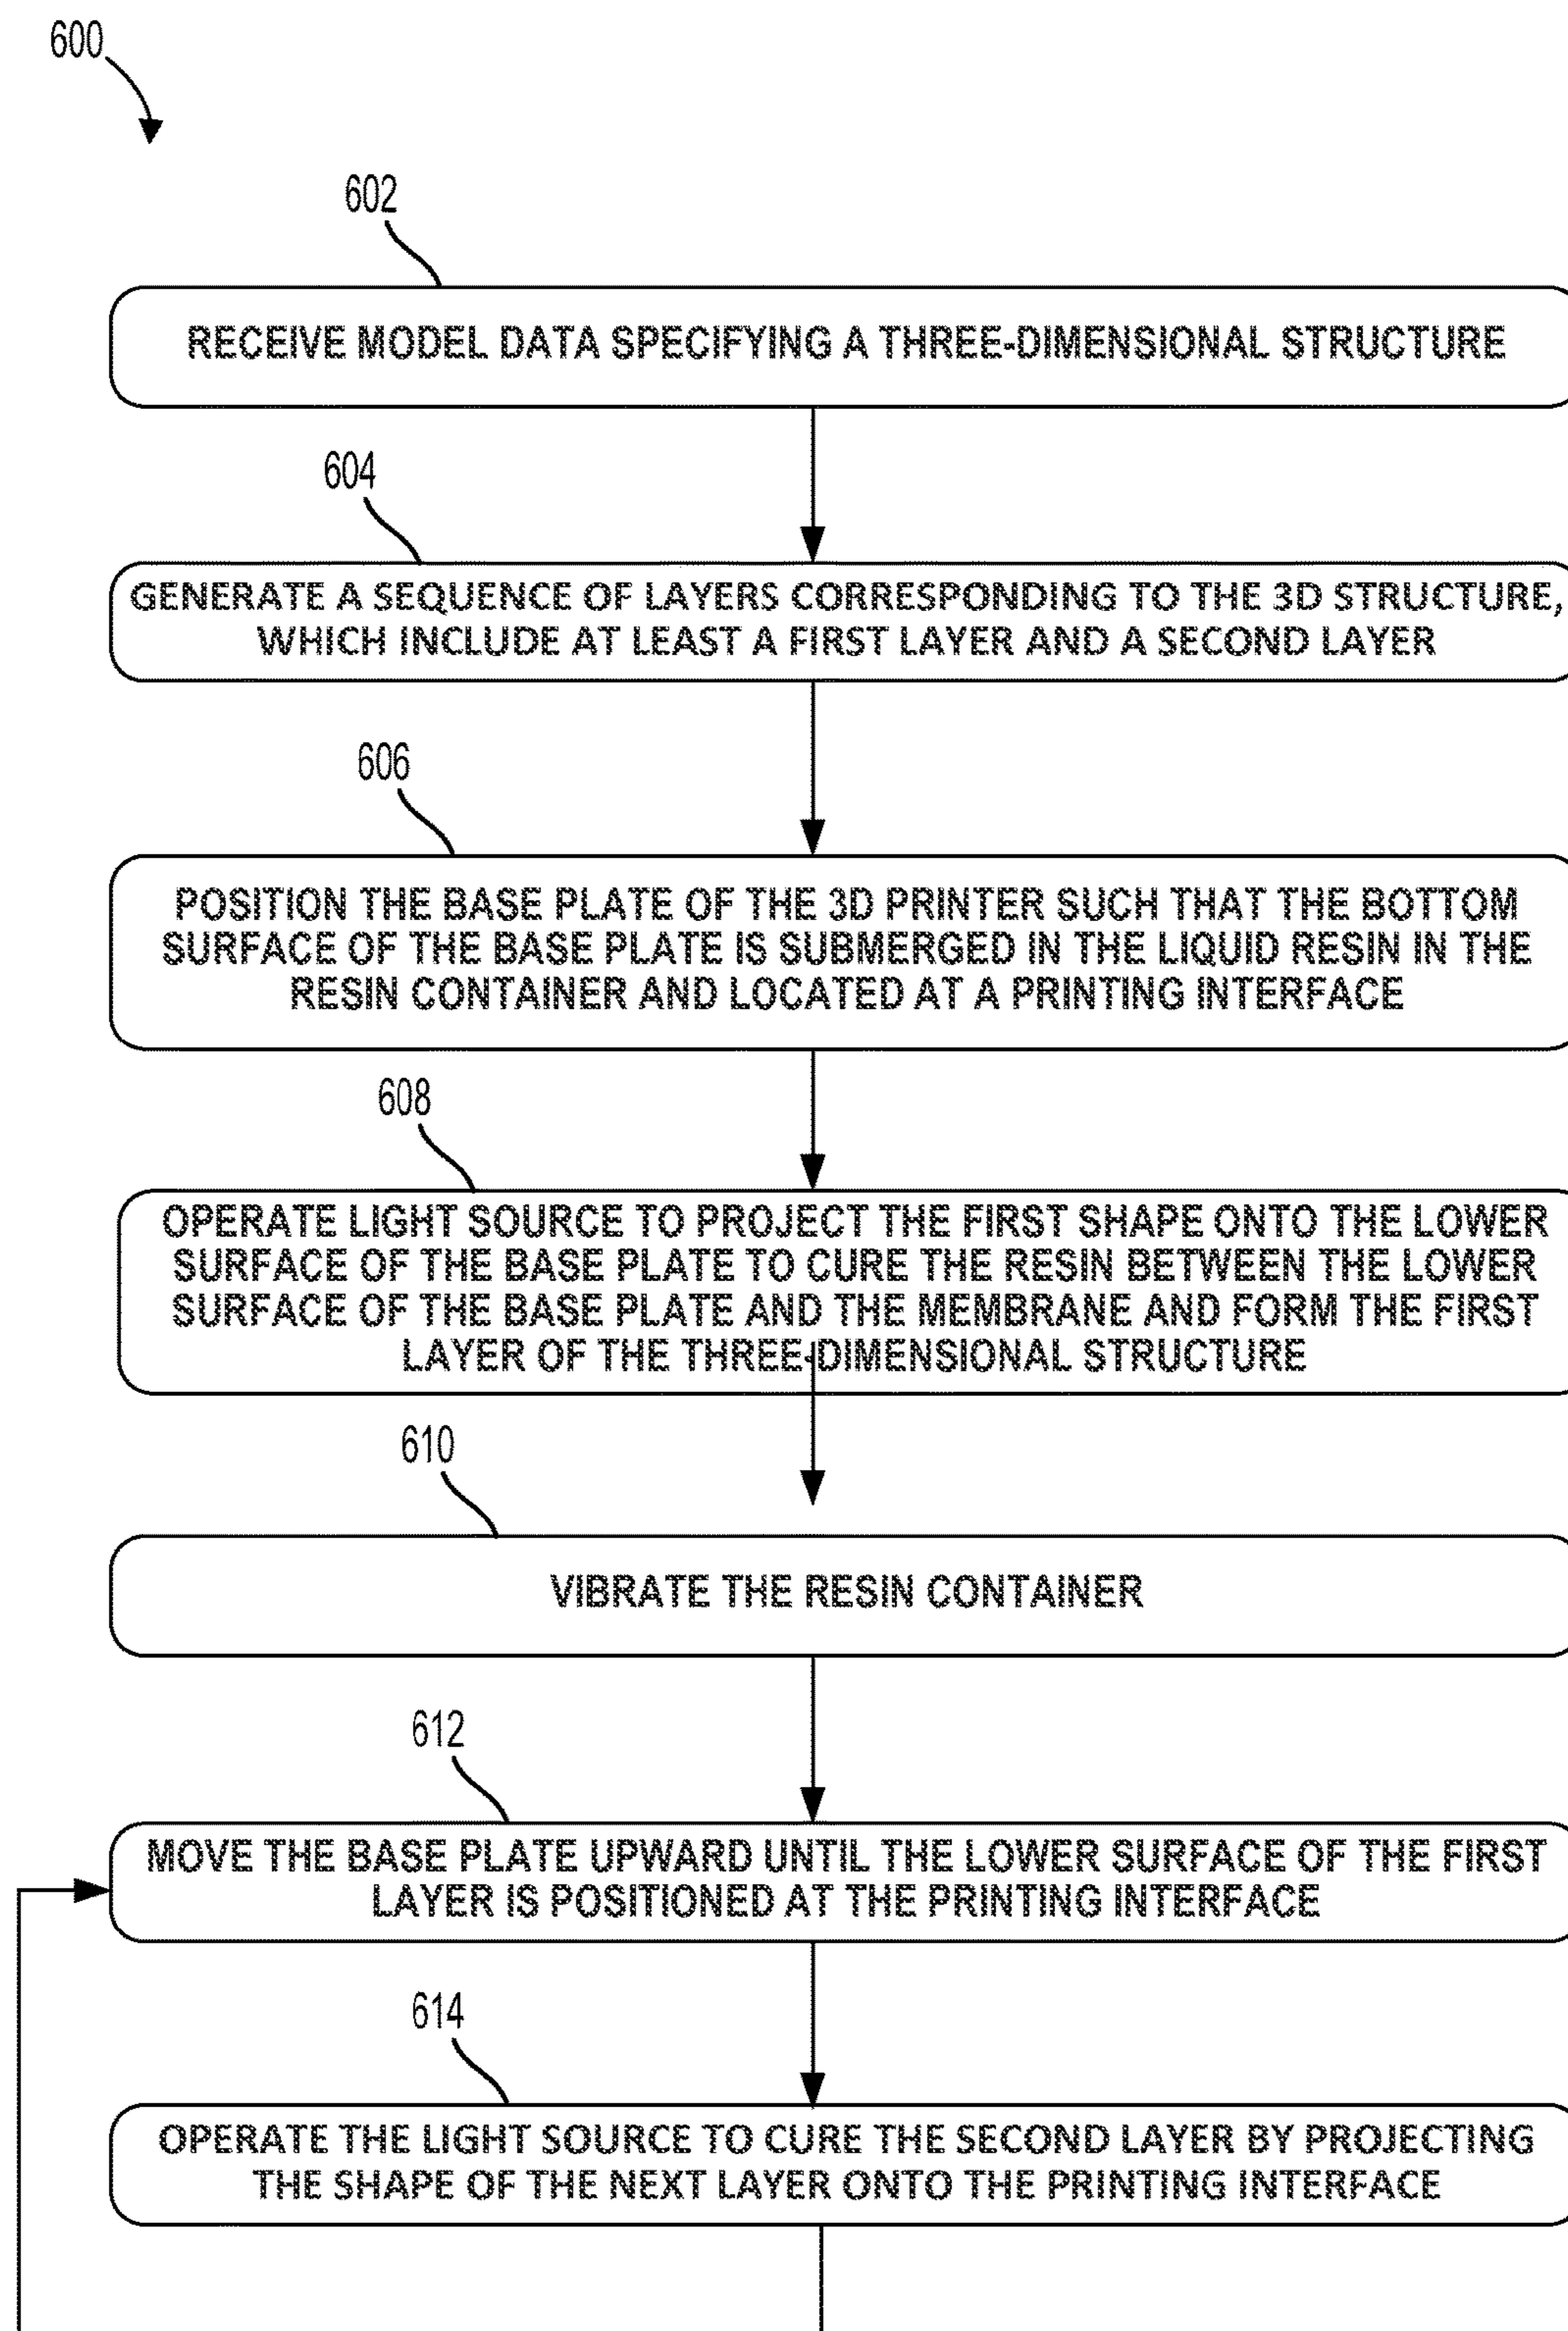 600
602
RECEIVE MODEL DATA SPECIFYING A THREE-DIMENSIONAL STRUCTURE
604
GENERATE A SEQUENCE OF LAYERS CORRESPONDING TO THE 3D STRUCTURE,
WHICH INCLUDE AT LEAST A FIRST LAYER AND A SECOND LAYER
606
POSITION THE BASE PLATE OF THE 3D PRINTER SUCH THAT THE BOTTOM
SURFACE OF THE BASE PLATE IS SUBMERGED IN THE LIQUID RESIN IN THE
RESIN CONTAINER AND LOCATED AT A PRINTING INTERFACE
608
OPERATE LIGHT SOURCE TO PROJECT THE FIRST SHAPE ONTO THE LOWER
SURFACE OF THE BASE PLATE TO CURE THE RESIN BETWEEN THE LOWER
SURFACE OF THE BASE PLATE AND THE MEMBRANE AND FORM THE FIRST
LAYER OF THE THREE-DIMENSIONAL STRUCTURE
610
VIBRATE THE RESIN CONTAINER
612
MOVE THE BASE PLATE UPWARD UNTIL THE LOWER SURFACE OF THE FIRST
LAYER IS POSITIONED AT THE PRINTING INTERFACE
614
OPERATE THE LIGHT SOURCE TO CURE THE SECOND LAYER BY PROJECTING
THE SHAPE OF THE NEXT LAYER ONTO THE PRINTING INTERFACE